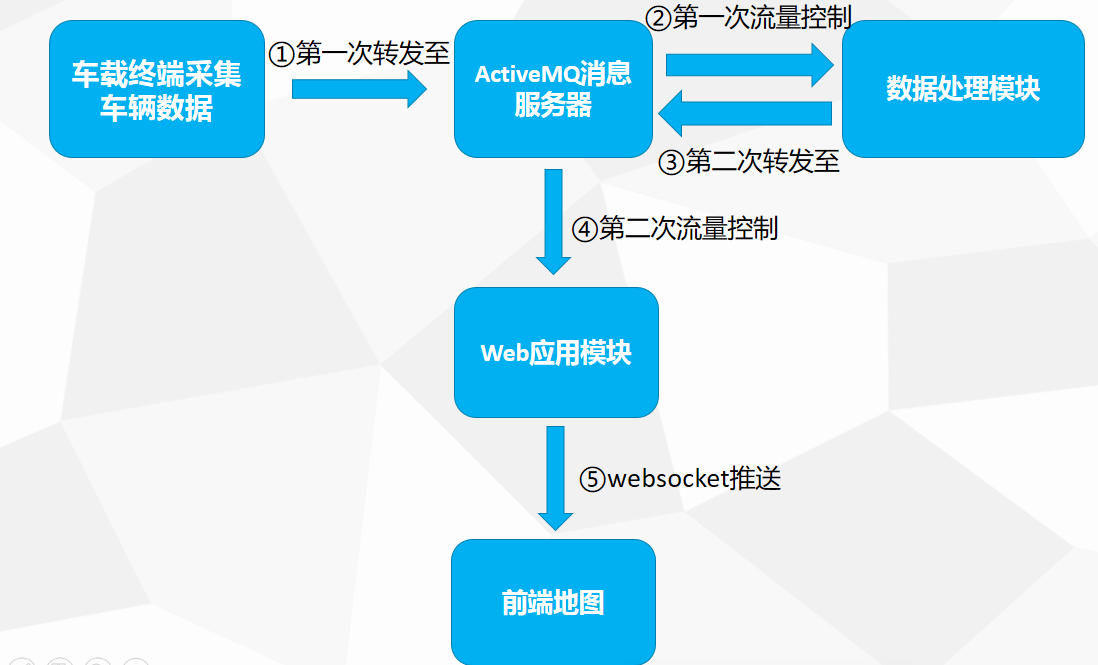 ②第一次流量控制
①第一次转发至
车载终端采集
车辆数据
ActiveMQ消息
服务器
数据处理模块
③第二次转发至
④第二次流量控制
Web应用模块
⑤websocket推送
前端地图